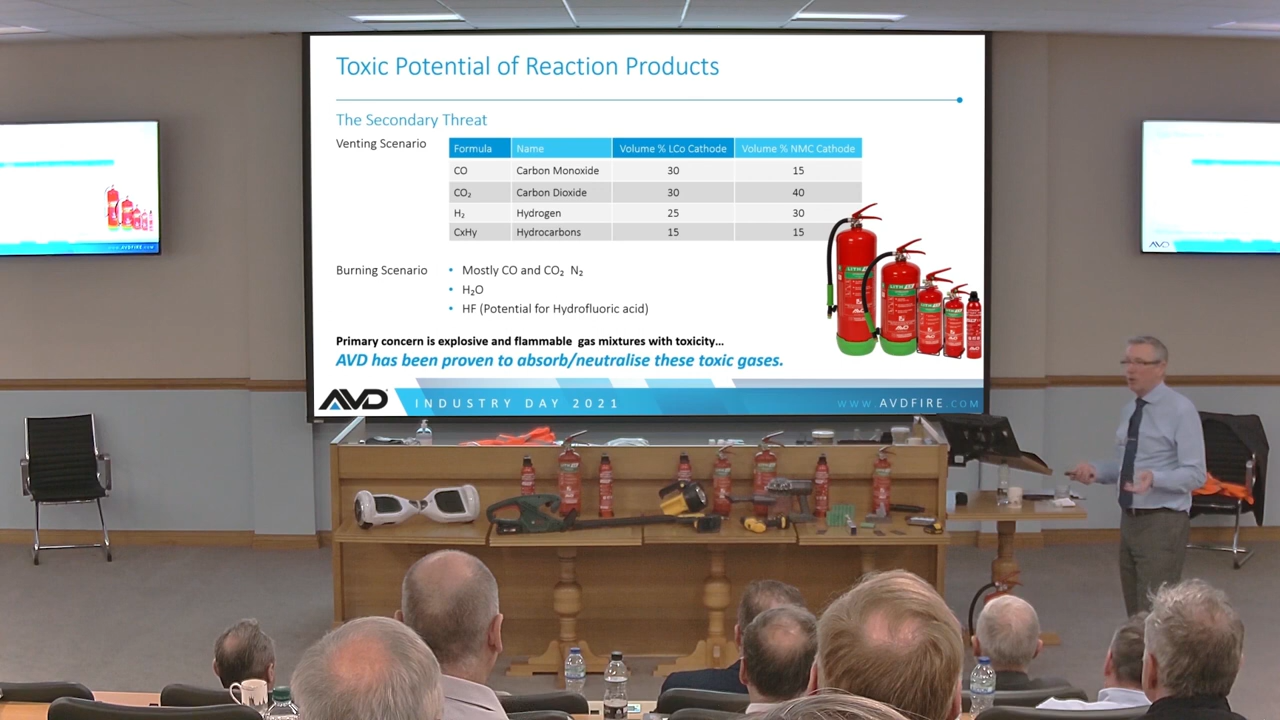 Toxic Potential of Reaction Products
The Secondary Threat
Venting Scenario
Formula Name Volume % LCo Cathode Volume % NMC Cathode
CO Carbon Monoxide 30 15
CO₂ Carbon Dioxide 30 40
H₂ Hydrogen 25 30
CxHy Hydrocarbons 15 15
Burning Scenario
• Mostly CO and CO₂ N₂
• H₂O
• HF (Potential for Hydrofluoric acid)
Primary concern is explosive and flammable gas mixtures with toxicity…
AVD has been proven to absorb/neutralise these toxic gases.
AVD INDUSTRY DAY 2021 WWW.AVDFIRE.COM
AVD